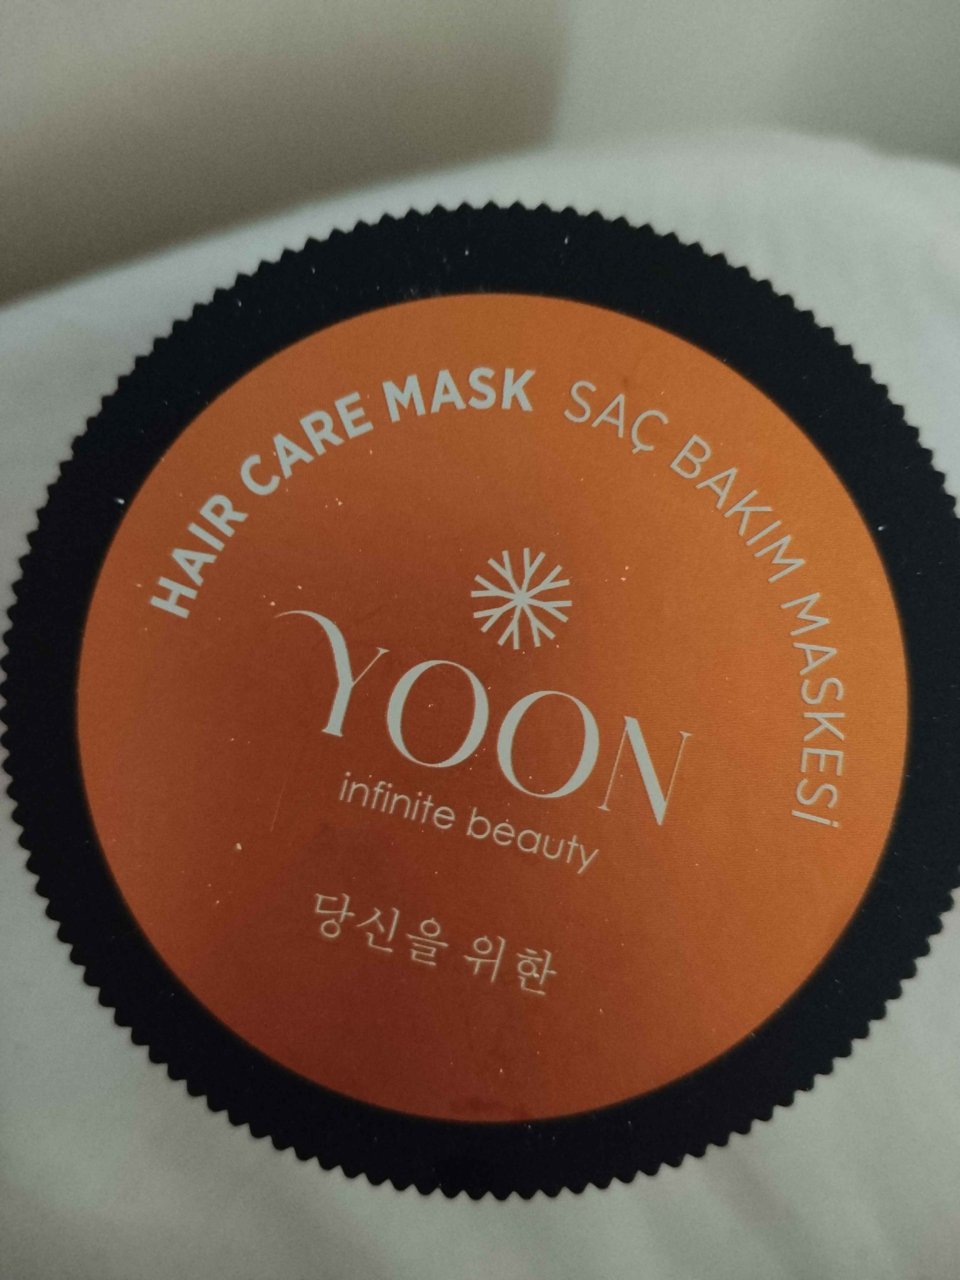 HAIR CARE MASK SAÇ BAKIM MASKESİ
YOON
infinite beauty
당신을 위한